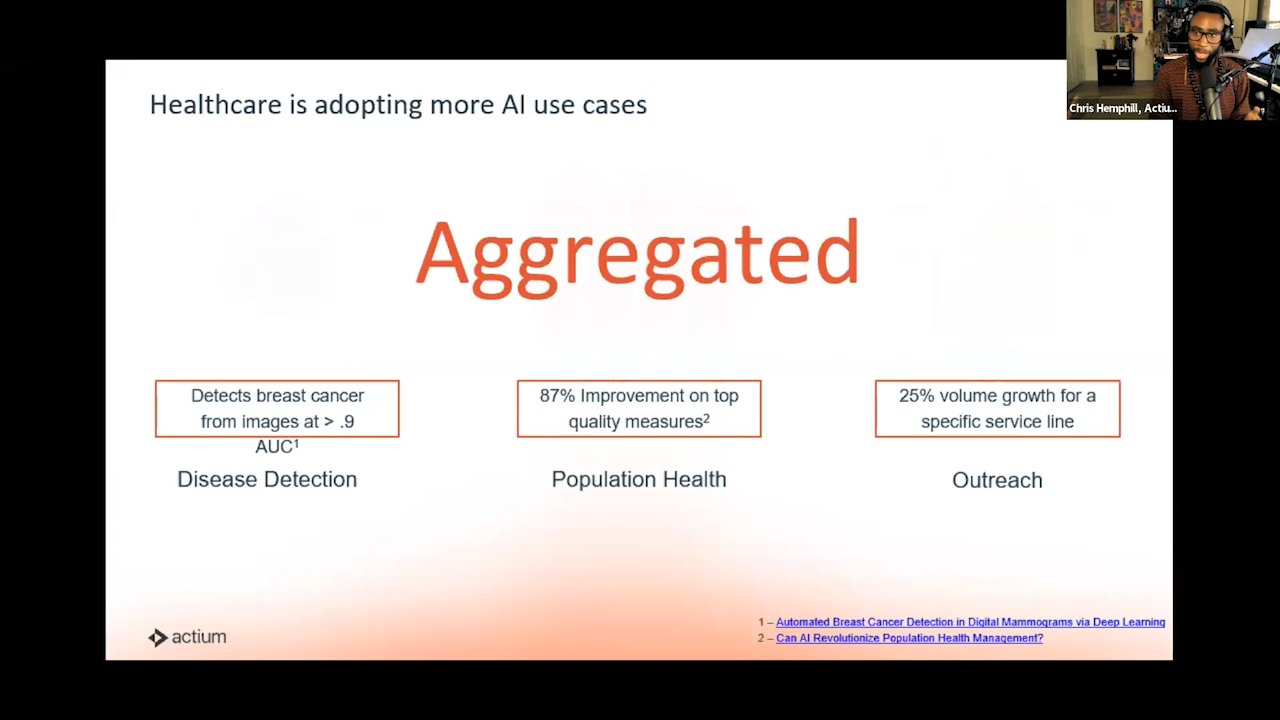 Chris Hemphill, Actiu...
Healthcare is adopting more AI use cases
Aggregated
Detects breast cancer
from images at > .9
AUC¹
Disease Detection
87% Improvement on top
quality measures²
Population Health
25% volume growth for a
specific service line
Outreach
actium
1 – Automated Breast Cancer Detection in Digital Mammograms via Deep Learning
2 – Can AI Revolutionize Population Health Management?